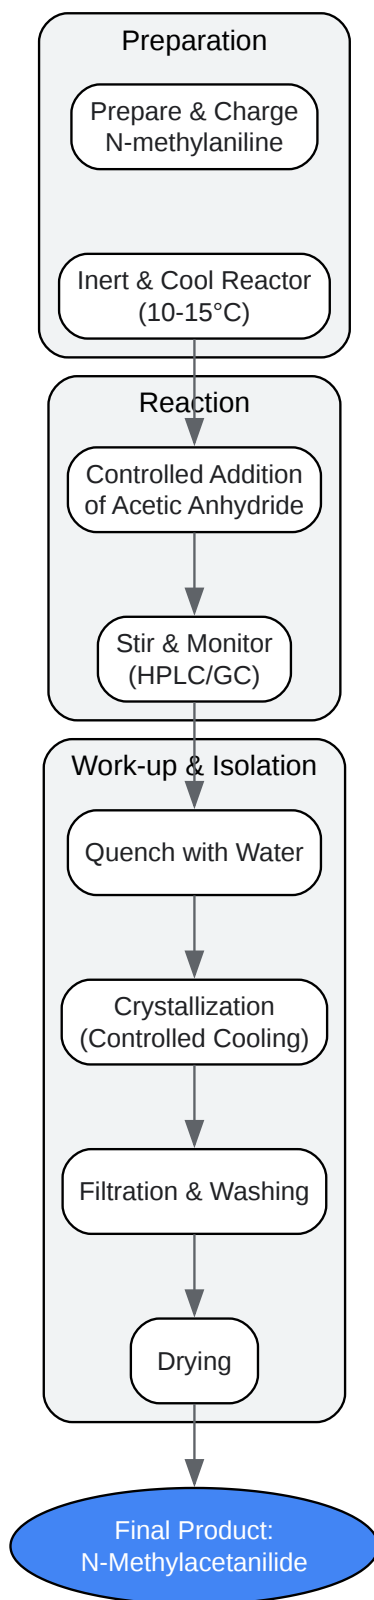 Preparation
Prepare & Charge
N-methylaniline
Inert & Cool Reactor
(10-15°C)
Reaction
Controlled Addition
of Acetic Anhydride
Stir & Monitor
(HPLC/GC)
Work-up & Isolation
Quench with Water
Crystallization
(Controlled Cooling)
Filtration & Washing
Drying
Final Product:
N-Methylacetanilide